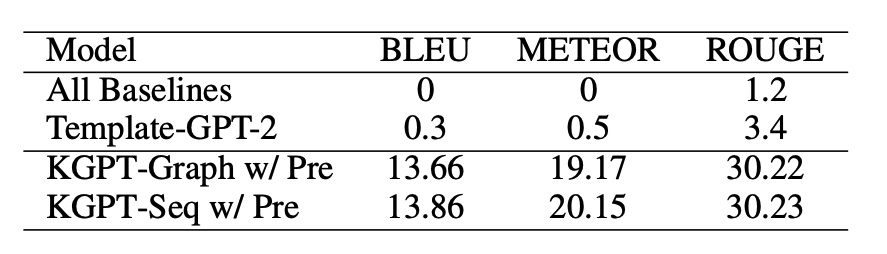 Model BLEU METEOR ROUGE
All Baselines 0 0 1.2
Template-GPT-2 0.3 0.5 3.4
KGPT-Graph w/ Pre 13.66 19.17 30.22
KGPT-Seq w/ Pre 13.86 20.15 30.23